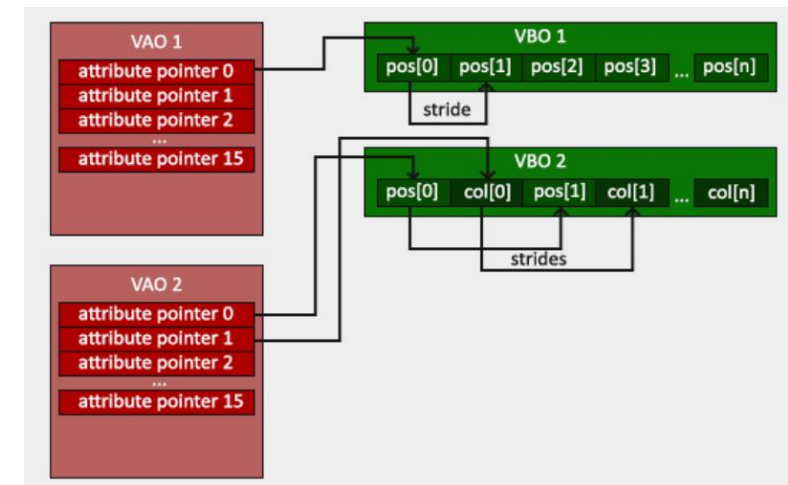 VAO 1
attribute pointer 0
attribute pointer 1
attribute pointer 2
...
attribute pointer 15
VBO 1
pos[0] pos[1] pos[2] pos[3] ... pos[n]
stride
VBO 2
pos[0] col[0] pos[1] col[1] ... col[n]
strides
VAO 2
attribute pointer 0
attribute pointer 1
attribute pointer 2
...
attribute pointer 15